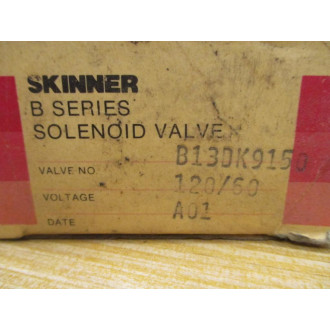 SKINNER
B SERIES
SOLENOID VALVE
VALVE NO B13DK9150
VOLTAGE 120/60
DATE A01